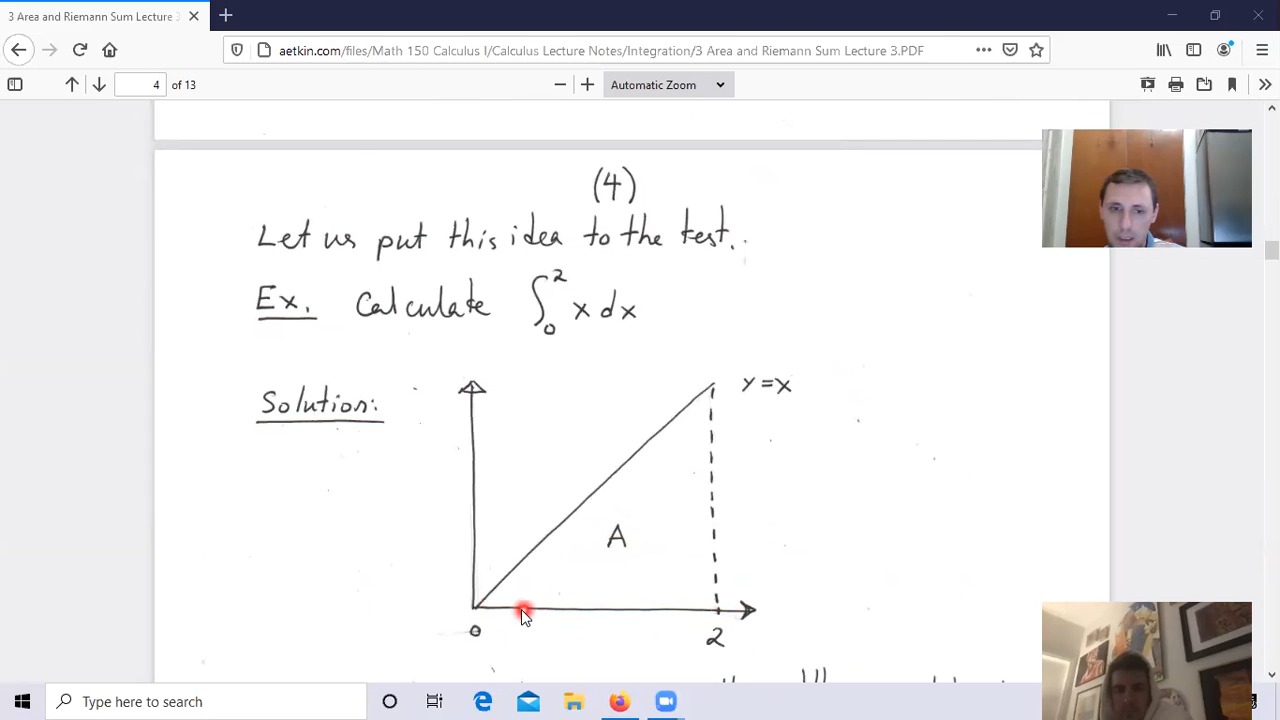 3 Area and Riemann Sum Lecture 3
aetkin.com/files/Math 150 Calculus I/Calculus Lecture Notes/Integration/3 Area and Riemann Sum Lecture 3.PDF
4 of 13
Automatic Zoom
(4)
Let us put this idea to the test.
Ex. Calculate ∫₀² x dx
Solution:
y=x
A
0
2
Type here to search